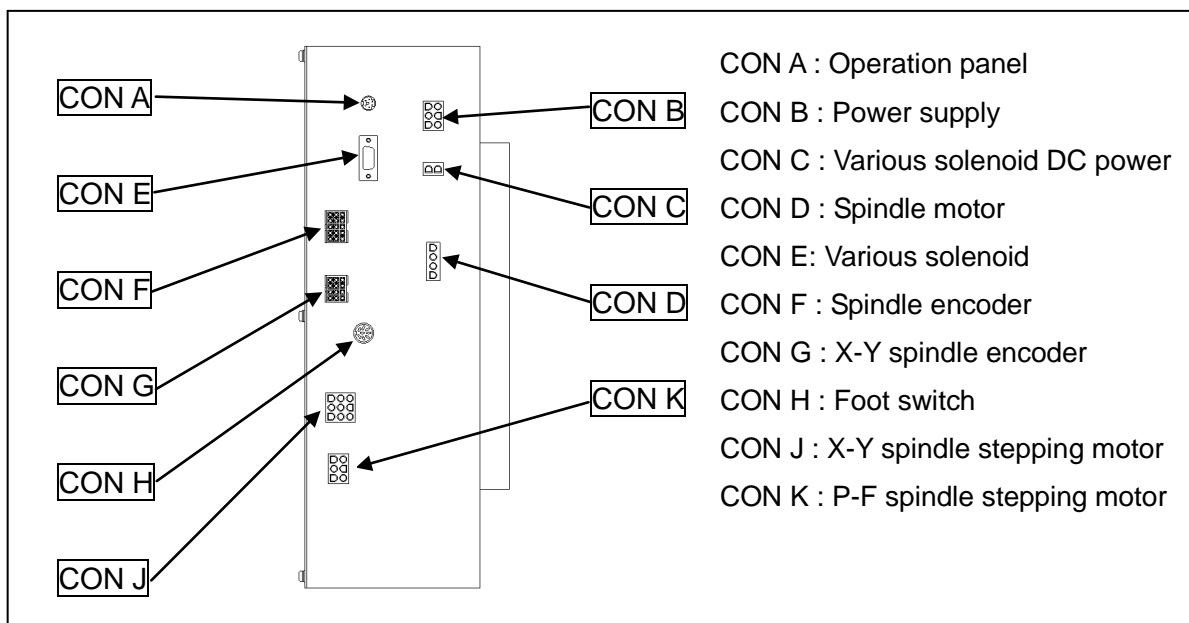 CON A
CON E
CON F
CON G
CON H
CON J
CON B
CON C
CON D
CON K
CON A : Operation panel
CON B : Power supply
CON C : Various solenoid DC power
CON D : Spindle motor
CON E: Various solenoid
CON F : Spindle encoder
CON G : X-Y spindle encoder
CON H : Foot switch
CON J : X-Y spindle stepping motor
CON K : P-F spindle stepping motor